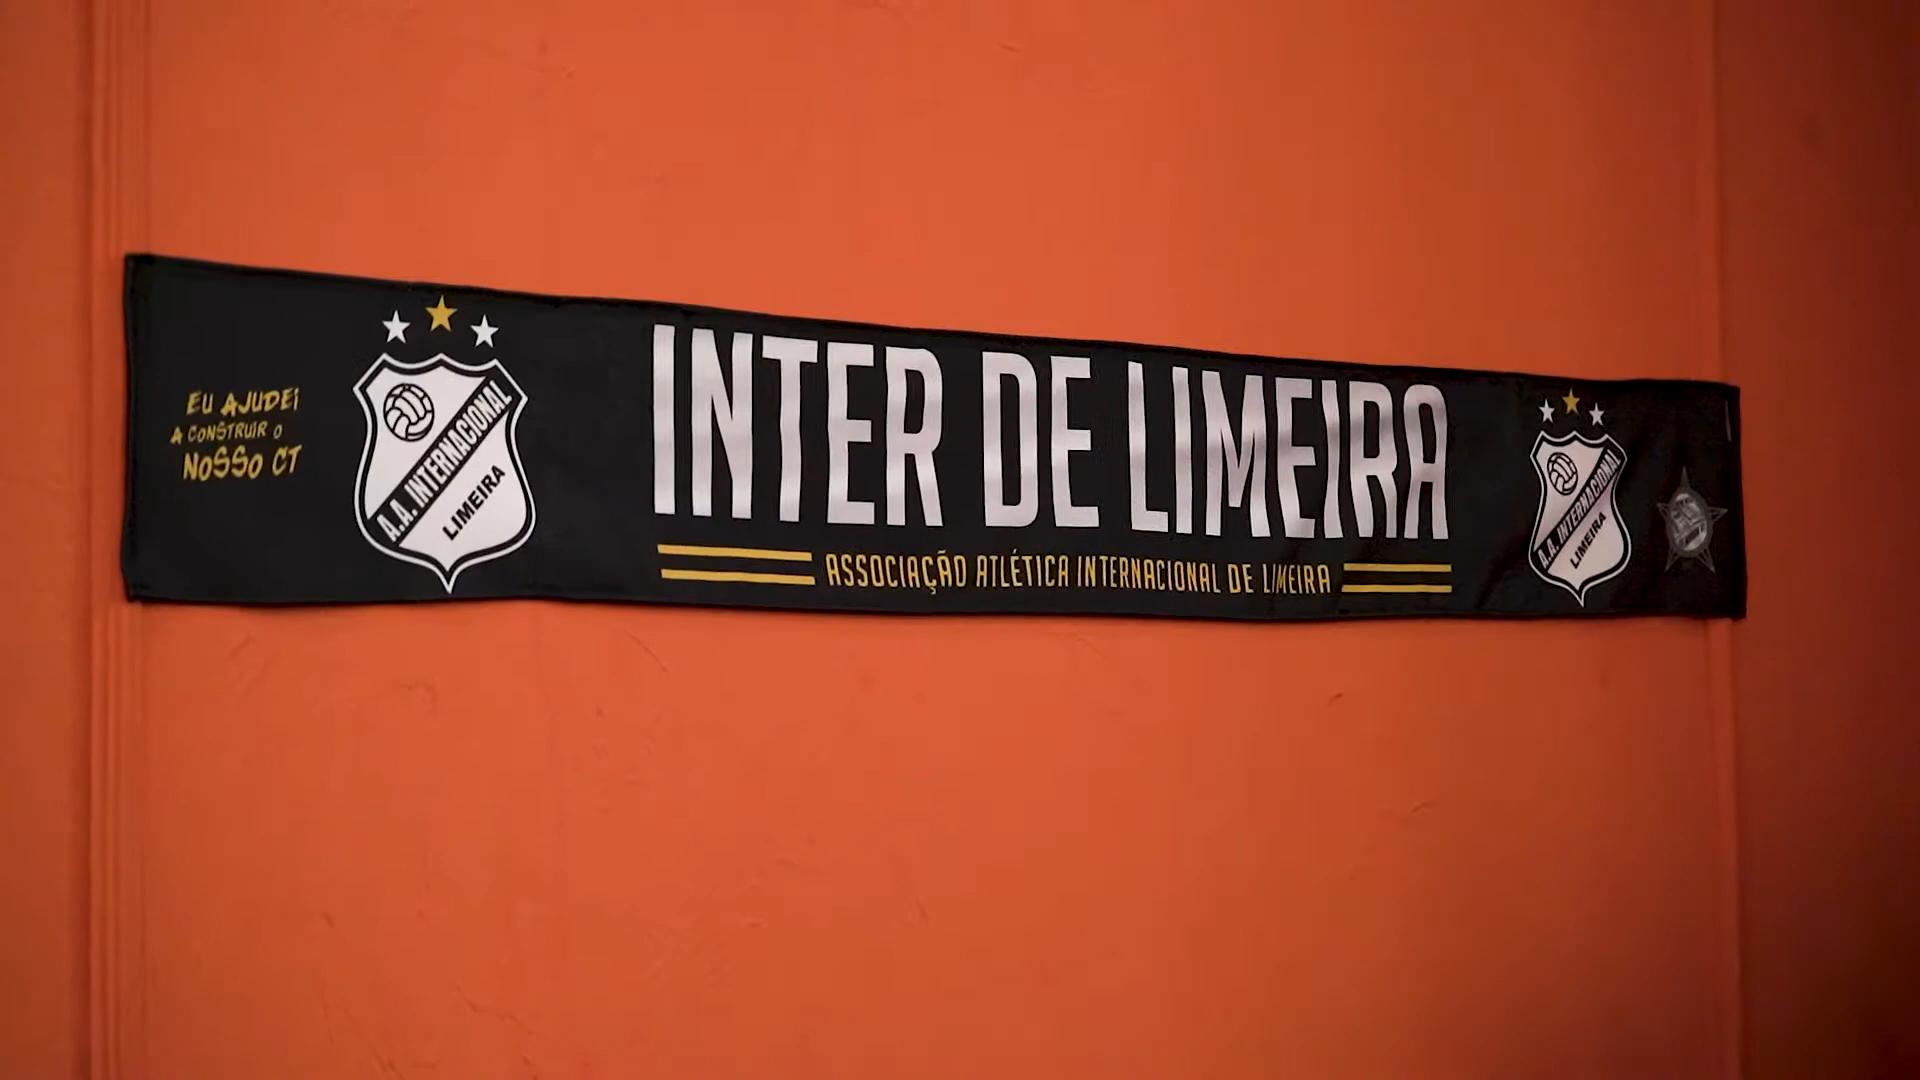 EU AJUDEI
A CONSTRUIR O
NOSSO CT
A.A. INTERNACIONAL
LIMEIRA
INTER DE LIMEIRA
ASSOCIAÇÃO ATLÉTICA INTERNACIONAL DE LIMEIRA
A.A. INTERNACIONAL
LIMEIRA